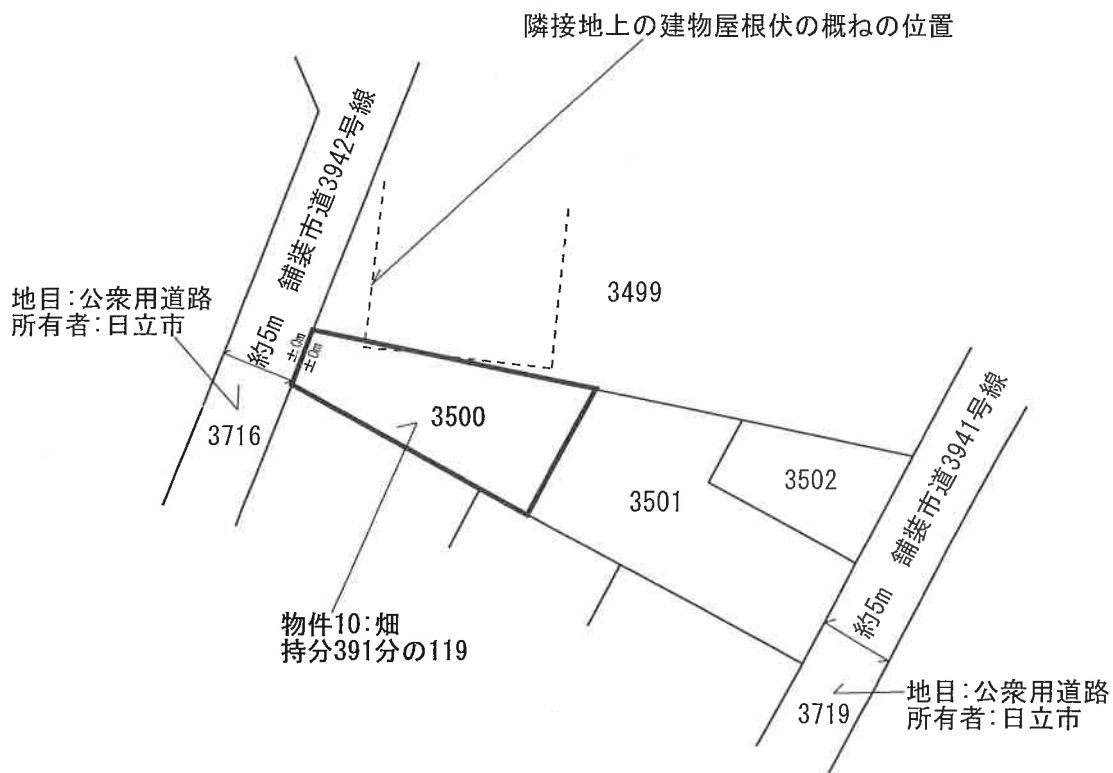 隣接地上の建物屋根伏の概ねの位置
舗装市道3942号線
3499
地目:公衆用道路
所有者:日立市
約5m
±0m
±0m
3716
3500
3501
3502
舗装市道3941号線
約5m
物件10:畑
持分391分の119
3719
地目:公衆用道路
所有者:日立市